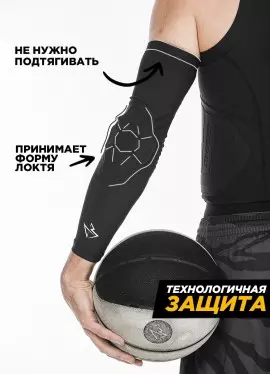 НЕ НУЖНО
ПОДТЯГИВАТЬ
ПРИНИМАЕТ
ФОРМУ
ЛОКТЯ
ТЕХНОЛОГИЧНАЯ
ЗАЩИТА